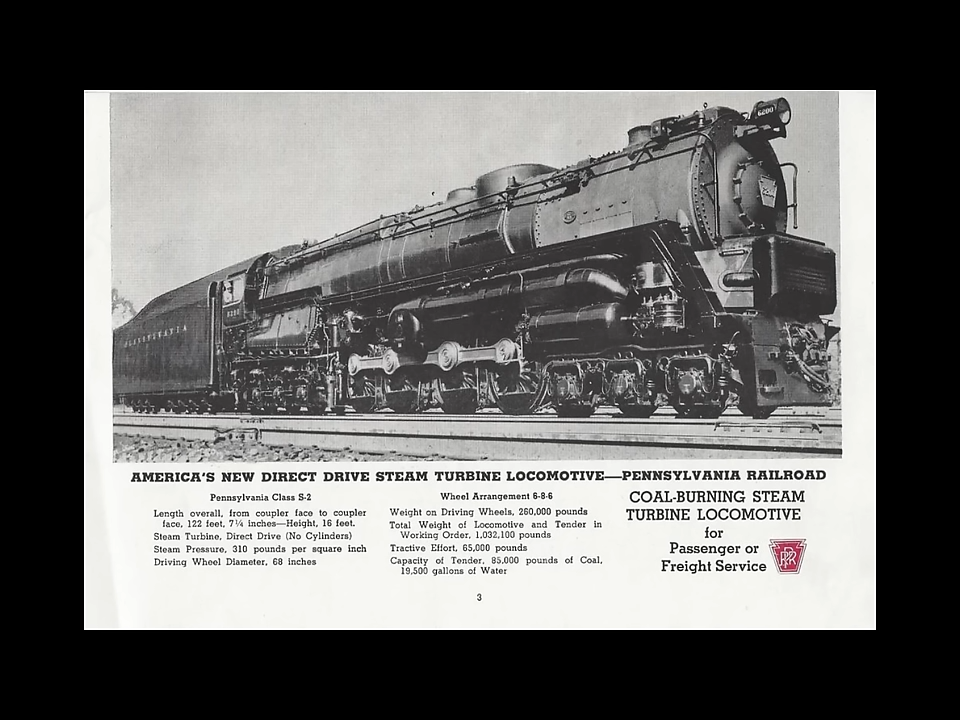 6200
PENNSYLVANIA
6200
AMERICA'S NEW DIRECT DRIVE STEAM TURBINE LOCOMOTIVE—PENNSYLVANIA RAILROAD
Pennsylvania Class S-2
Length overall, from coupler face to coupler
face, 122 feet, 7¼ inches—Height, 16 feet.
Steam Turbine, Direct Drive (No Cylinders)
Steam Pressure, 310 pounds per square inch
Driving Wheel Diameter, 68 inches
Wheel Arrangement 6-8-6
Weight on Driving Wheels, 260,000 pounds
Total Weight of Locomotive and Tender in
Working Order, 1,032,100 pounds
Tractive Effort, 65,000 pounds
Capacity of Tender, 85,000 pounds of Coal,
19,500 gallons of Water
COAL-BURNING STEAM
TURBINE LOCOMOTIVE
for
Passenger or
Freight Service
PRR
3